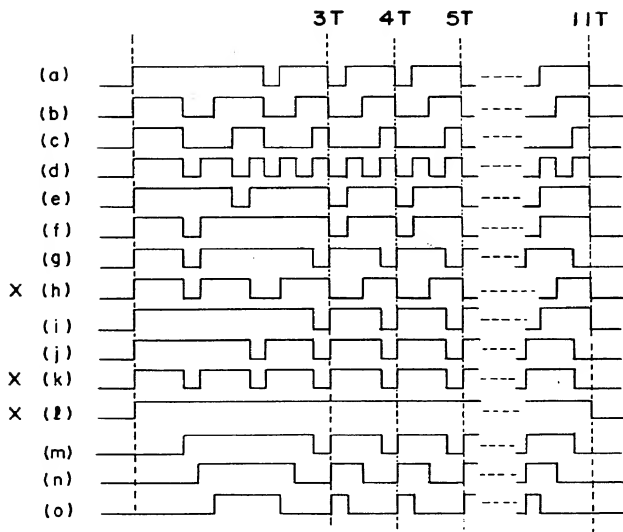 3T 4T 5T 11T
(a)
(b)
(c)
(d)
(e)
(f)
(g)
X (h)
(i)
(j)
X (k)
X (l)
(m)
(n)
(o)